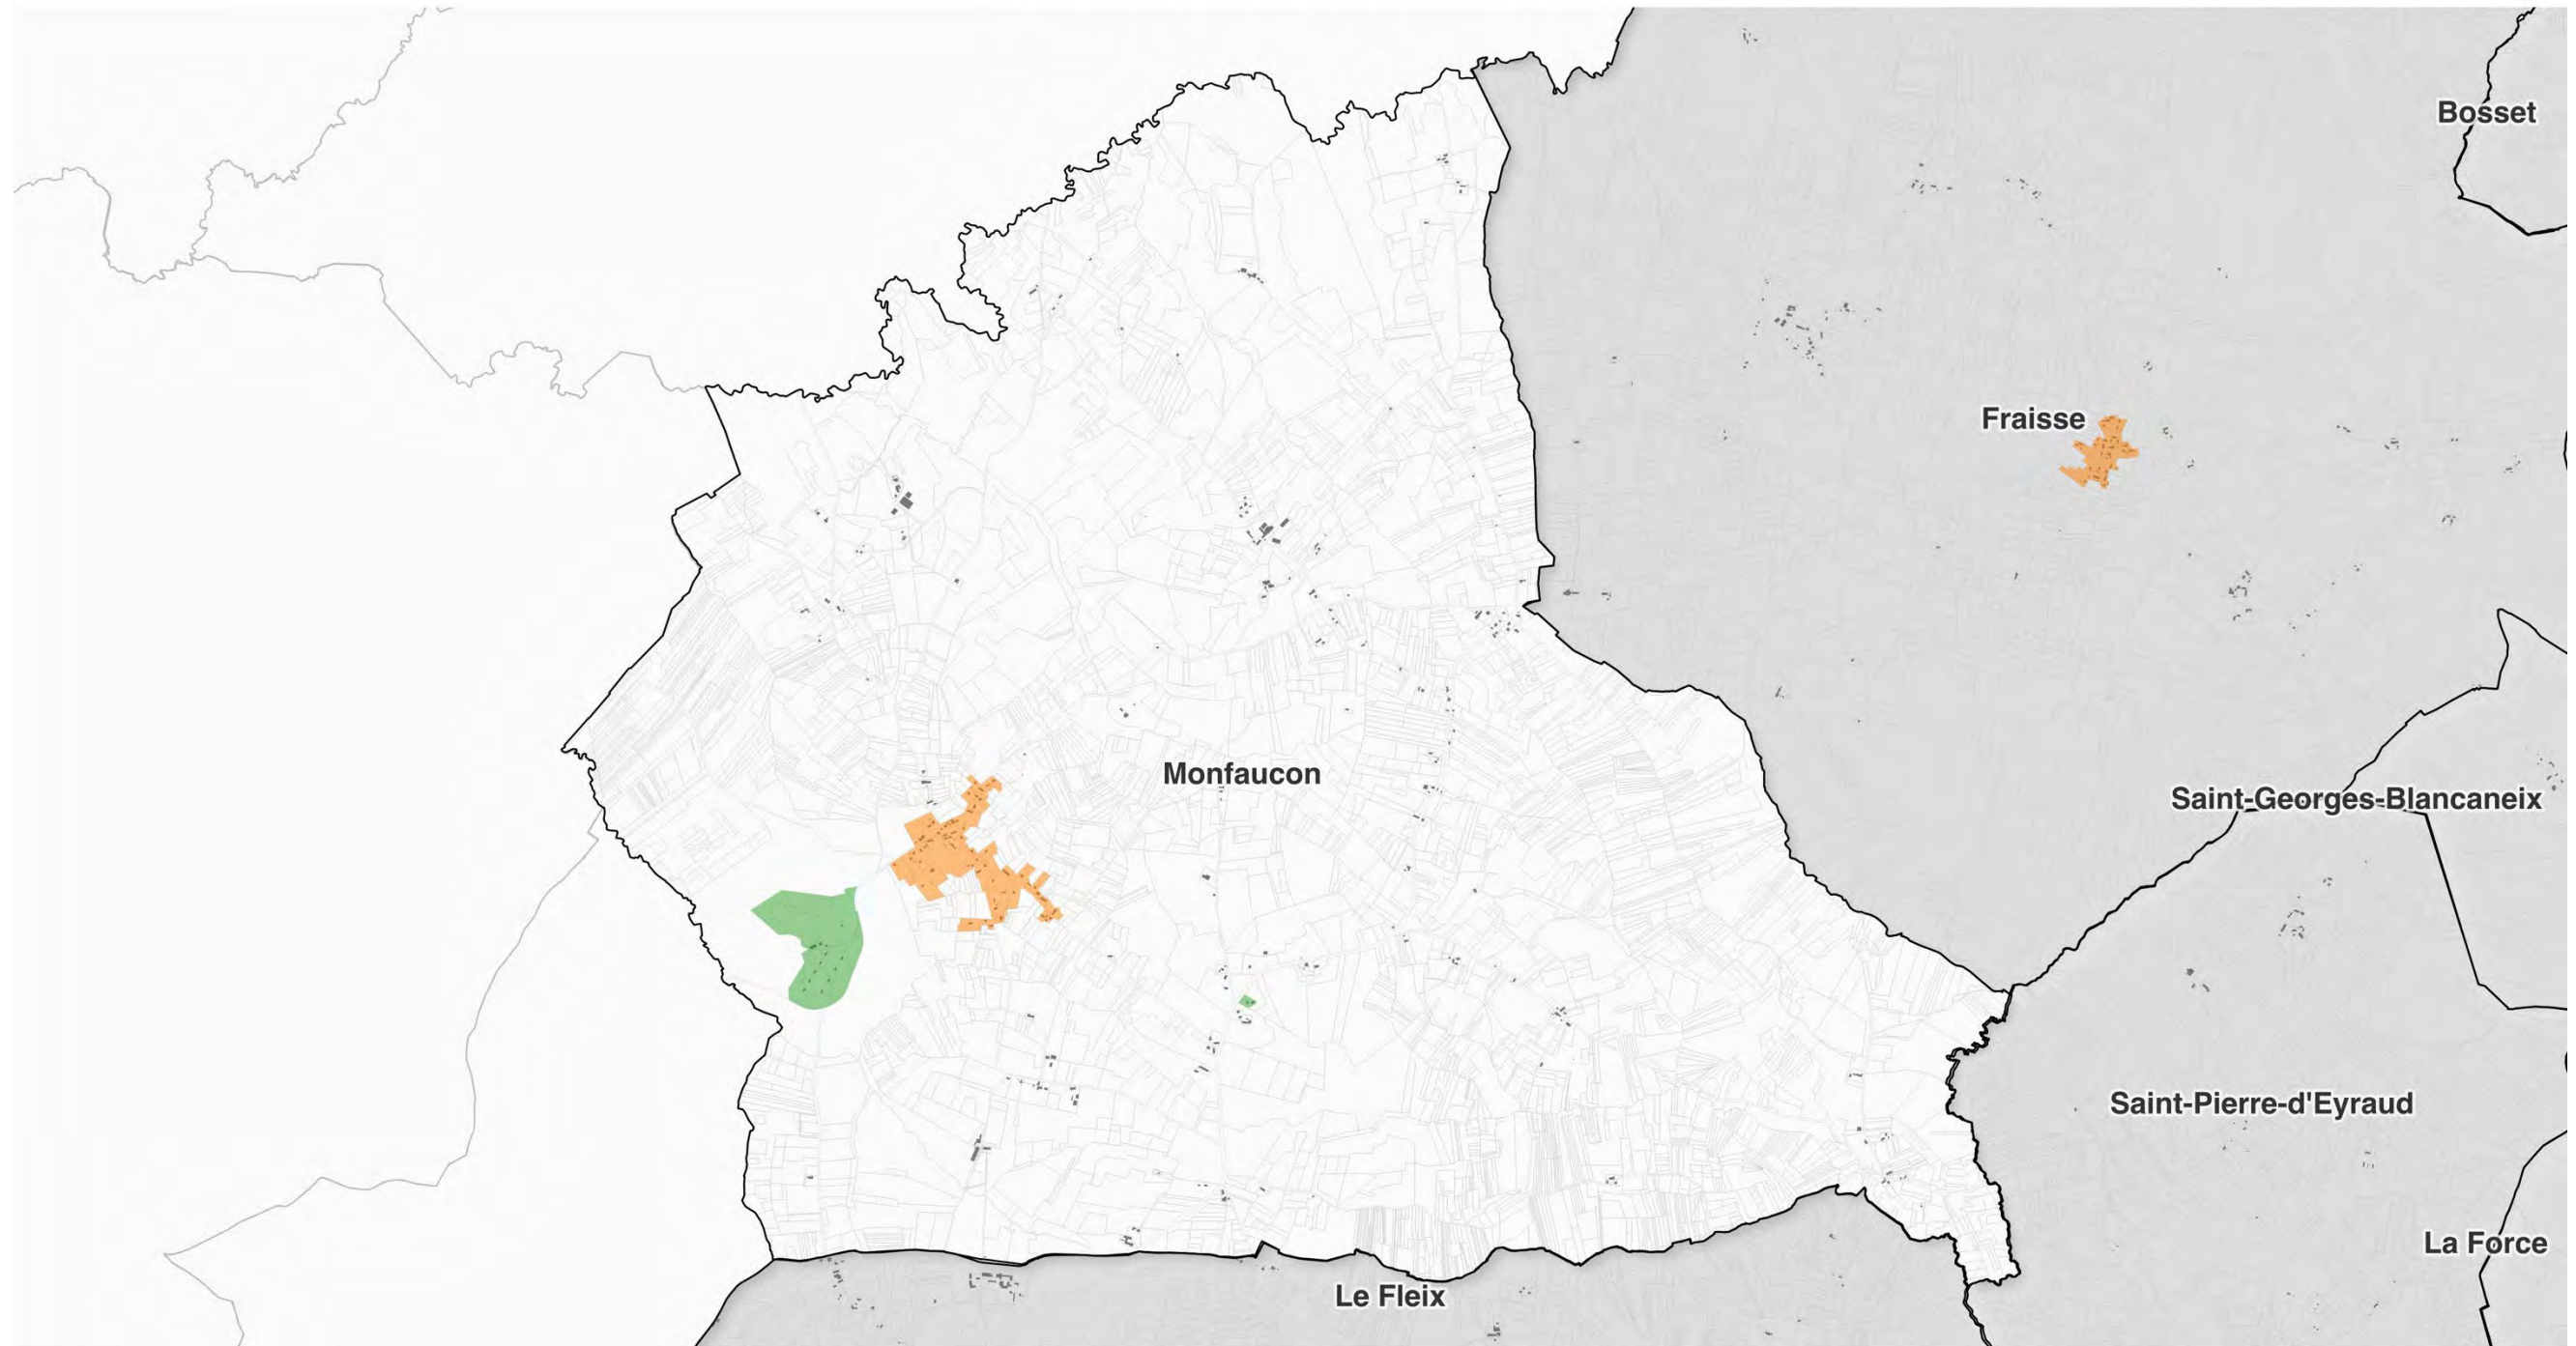 Bosset
Fraisse
Monfaucon
Saint-Georges-Blancaneix
Saint-Pierre-d'Eyraud
La Force
Le Fleix